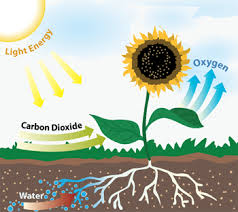 Light Energy
Oxygen
Carbon Dioxide
Water